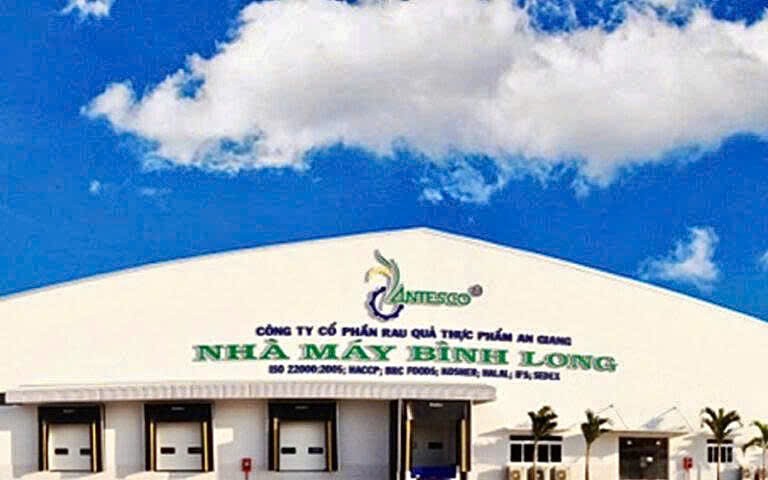 ANTESCO®
CÔNG TY CỔ PHẦN RAU QUẢ THỰC PHẨM AN GIANG
NHÀ MÁY BÌNH LONG
ISO 22000:2005; HACCP; BRC FOODS; KOSHER; HALAL; IFS; SEDEX